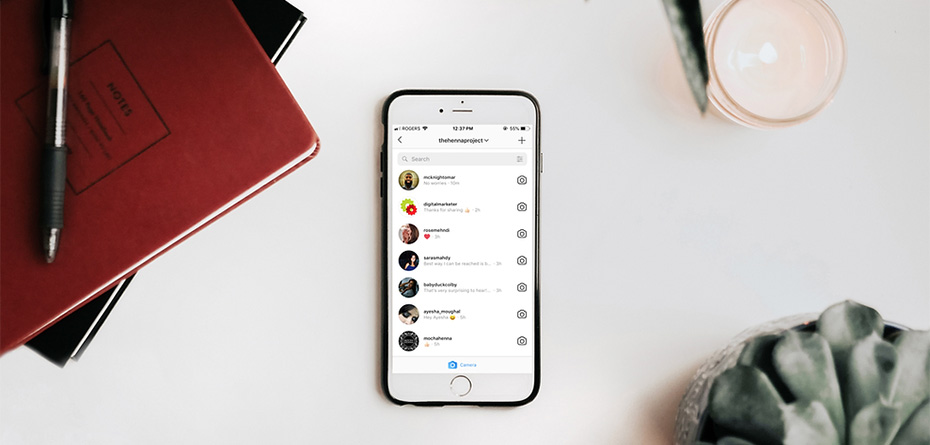 NOTES
ROGERS 12:37 PM 55%
thehennaproject
Search
mcknightomar
No worries · 10m
digitalmarketer
Thanks for sharing 👍🏻 · 2h
rosemehndi
❤️ · 3h
sarasmahdy
Best way I can be reached is b... · 3h
babyduckcolby
That's very surprising to hear!... · 3h
ayesha_moughal
Hey Ayesha 😄 · 5h
mochahenna
👍🏻 · 5h
Camera